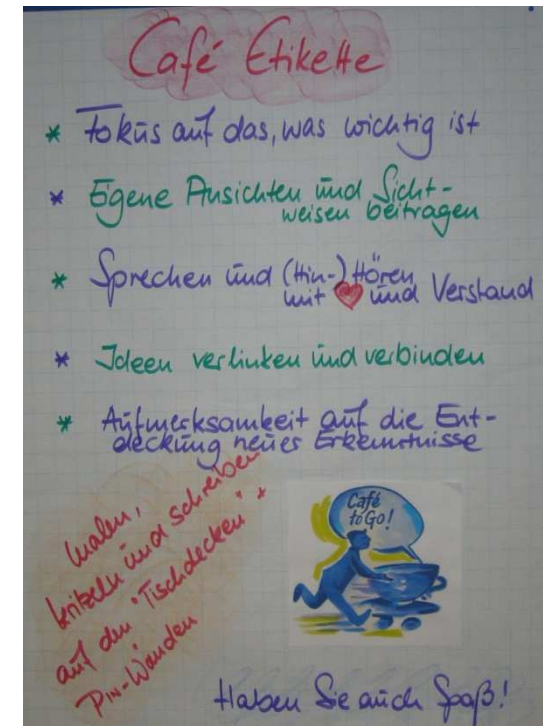 Café Etikette
* Fokus auf das, was wichtig ist
* Eigene Ansichten und Sicht-
weisen beitragen
* Sprechen und (Hin-) Hören
mit ❤ und Verstand
* Ideen verlinken und verbinden
* Aufmerksamkeit auf die Ent-
deckung neuer Erkenntnisse
malen,
kritzeln und schreiben
auf den "Tischdecken" *
Pin-Wänden
Café
to Go!
Haben Sie auch Spaß!